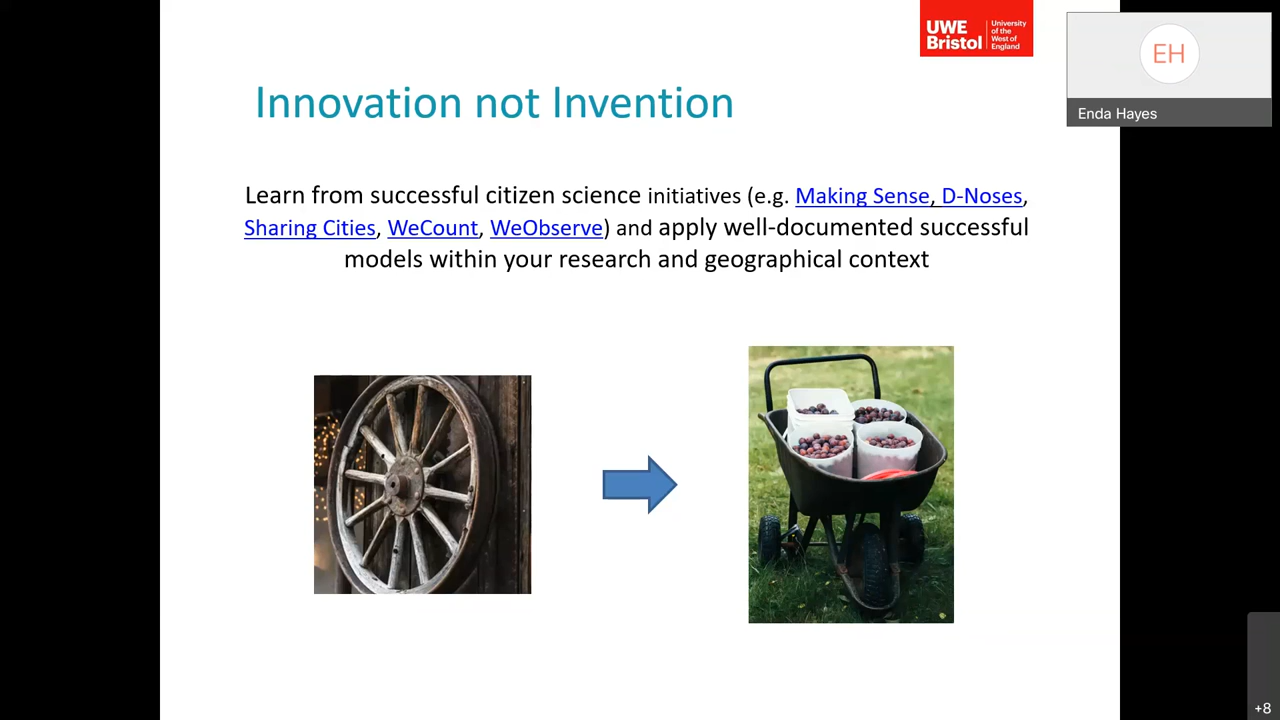 UWE
Bristol
University
of the
West of
England
EH
Enda Hayes
Innovation not Invention
Learn from successful citizen science initiatives (e.g. Making Sense, D-Noses,
Sharing Cities, WeCount, WeObserve) and apply well-documented successful
models within your research and geographical context
+8